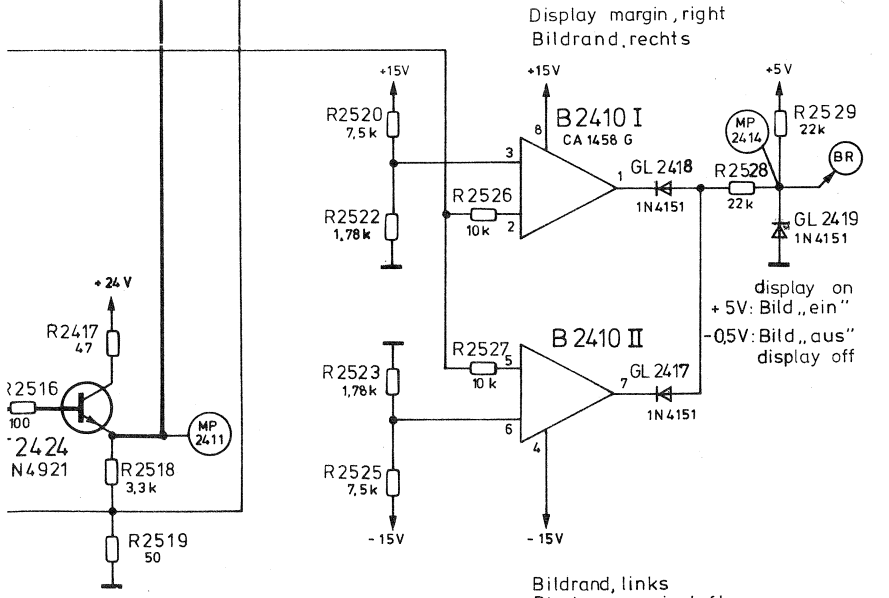 Display margin, right
Bildrand, rechts
+15V
+15V
+5V
R2520
7,5k
B2410 I
CA 1458 G
8
MP
2414
R2529
22k
BR
3
1
GL 2418
1N4151
R2528
22k
R2526
10k
2
R2522
1,78k
GL 2419
1N4151
+24V
display on
+5V: Bild„ein"
-0,5V: Bild„aus"
display off
R2417
47
B2410 II
R2527
10k
5
R2523
1,78k
7
GL 2417
1N4151
R2516
100
6
MP
2411
2424
N4921
4
R2518
3,3k
R2525
7,5k
-15V
-15V
R2519
50
Bildrand, links